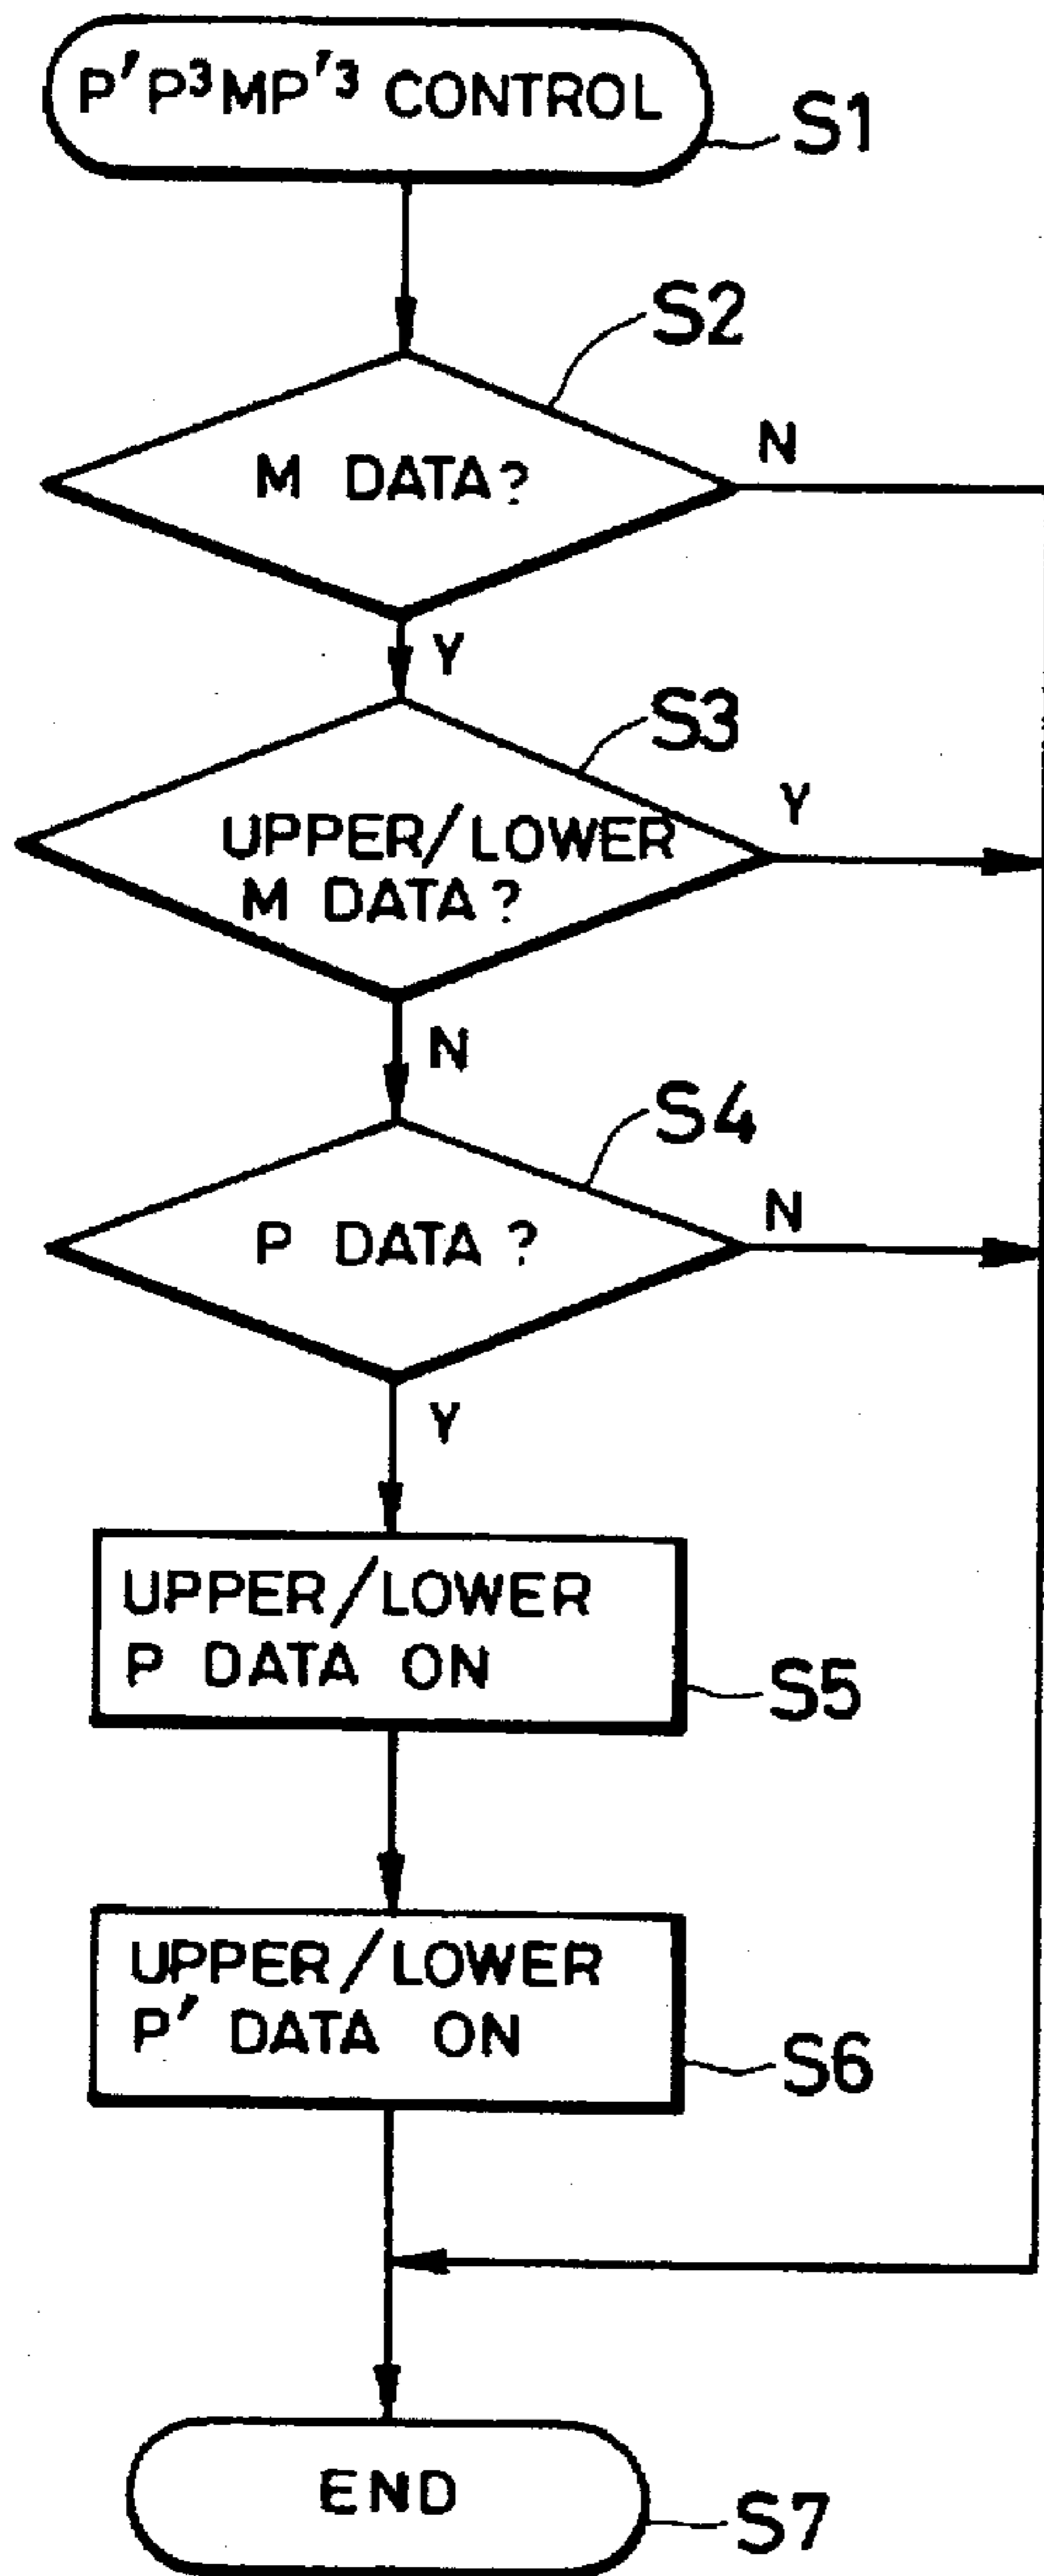 P'P³MP'³ CONTROL
S1
S2
M DATA?
N
Y
S3
UPPER/LOWER
M DATA?
Y
N
S4
P DATA?
N
Y
UPPER/LOWER
P DATA ON
S5
UPPER/LOWER
P' DATA ON
S6
END
S7